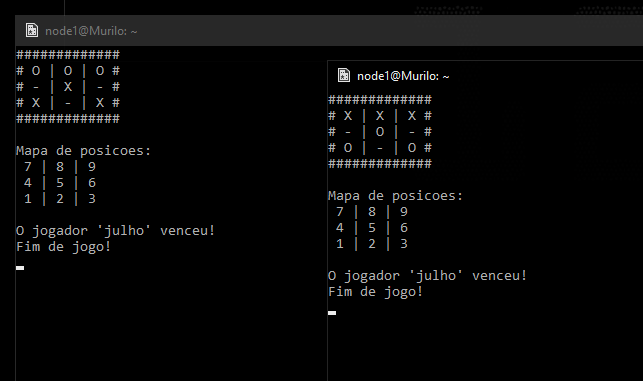 node1@Murilo: ~
#############
# O | O | O #
# - | X | - #
# X | - | X #
#############
Mapa de posicoes:
7 | 8 | 9
4 | 5 | 6
1 | 2 | 3
O jogador 'julho' venceu!
Fim de jogo!
node1@Murilo: ~
#############
# X | X | X #
# - | O | - #
# O | - | O #
#############
Mapa de posicoes:
7 | 8 | 9
4 | 5 | 6
1 | 2 | 3
O jogador 'julho' venceu!
Fim de jogo!